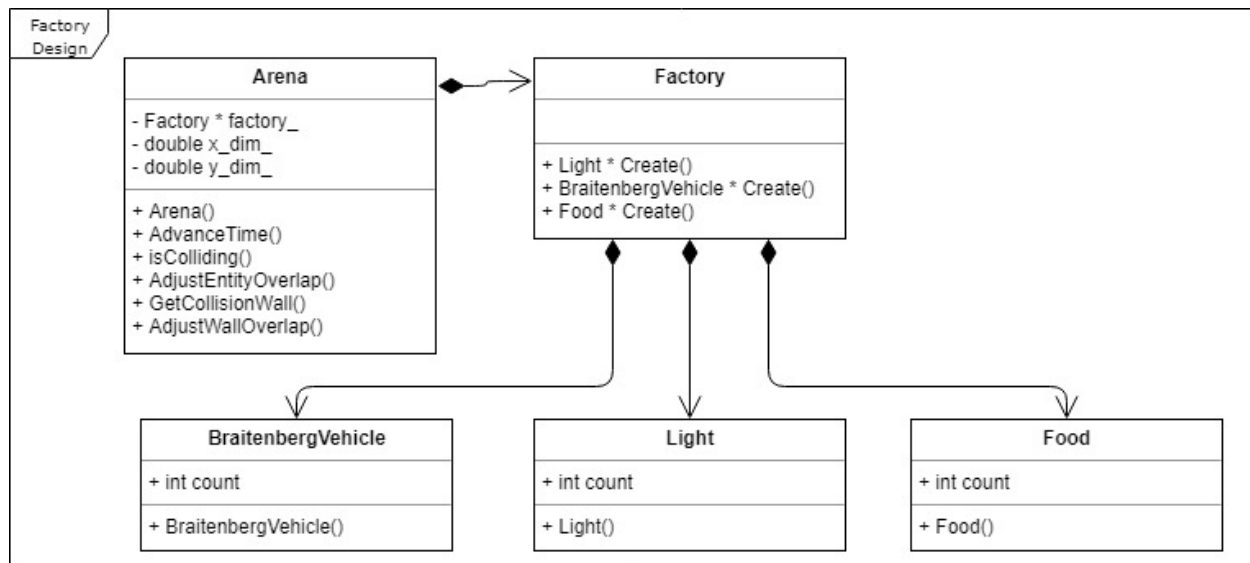 Factory
Design
Arena
- Factory * factory_
- double x_dim_
- double y_dim_
+ Arena()
+ AdvanceTime()
+ isColliding()
+ AdjustEntityOverlap()
+ GetCollisionWall()
+ AdjustWallOverlap()
Factory
+ Light * Create()
+ BraitenbergVehicle * Create()
+ Food * Create()
BraitenbergVehicle
+ int count
+ BraitenbergVehicle()
Light
+ int count
+ Light()
Food
+ int count
+ Food()